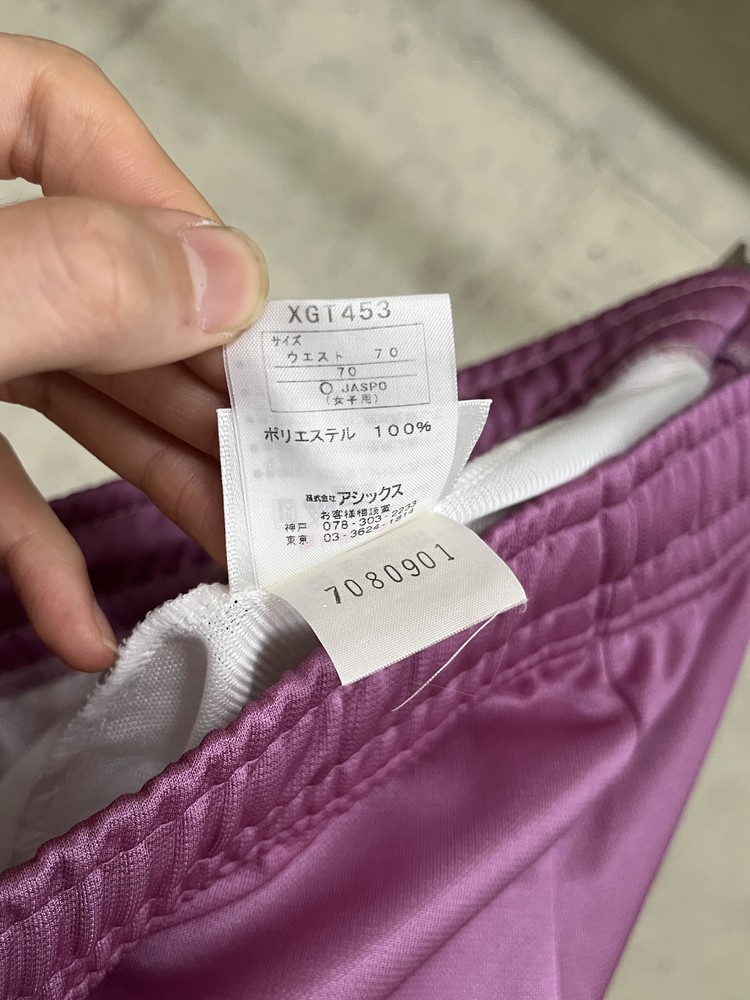 XGT453
サイズ
ウエスト 70
70
○ JASPO
(女子用)
ポリエステル 100%
株式会社 アシックス
お客様相談室
神戸 078-303-2233
東京 03-3624-1814
7080901